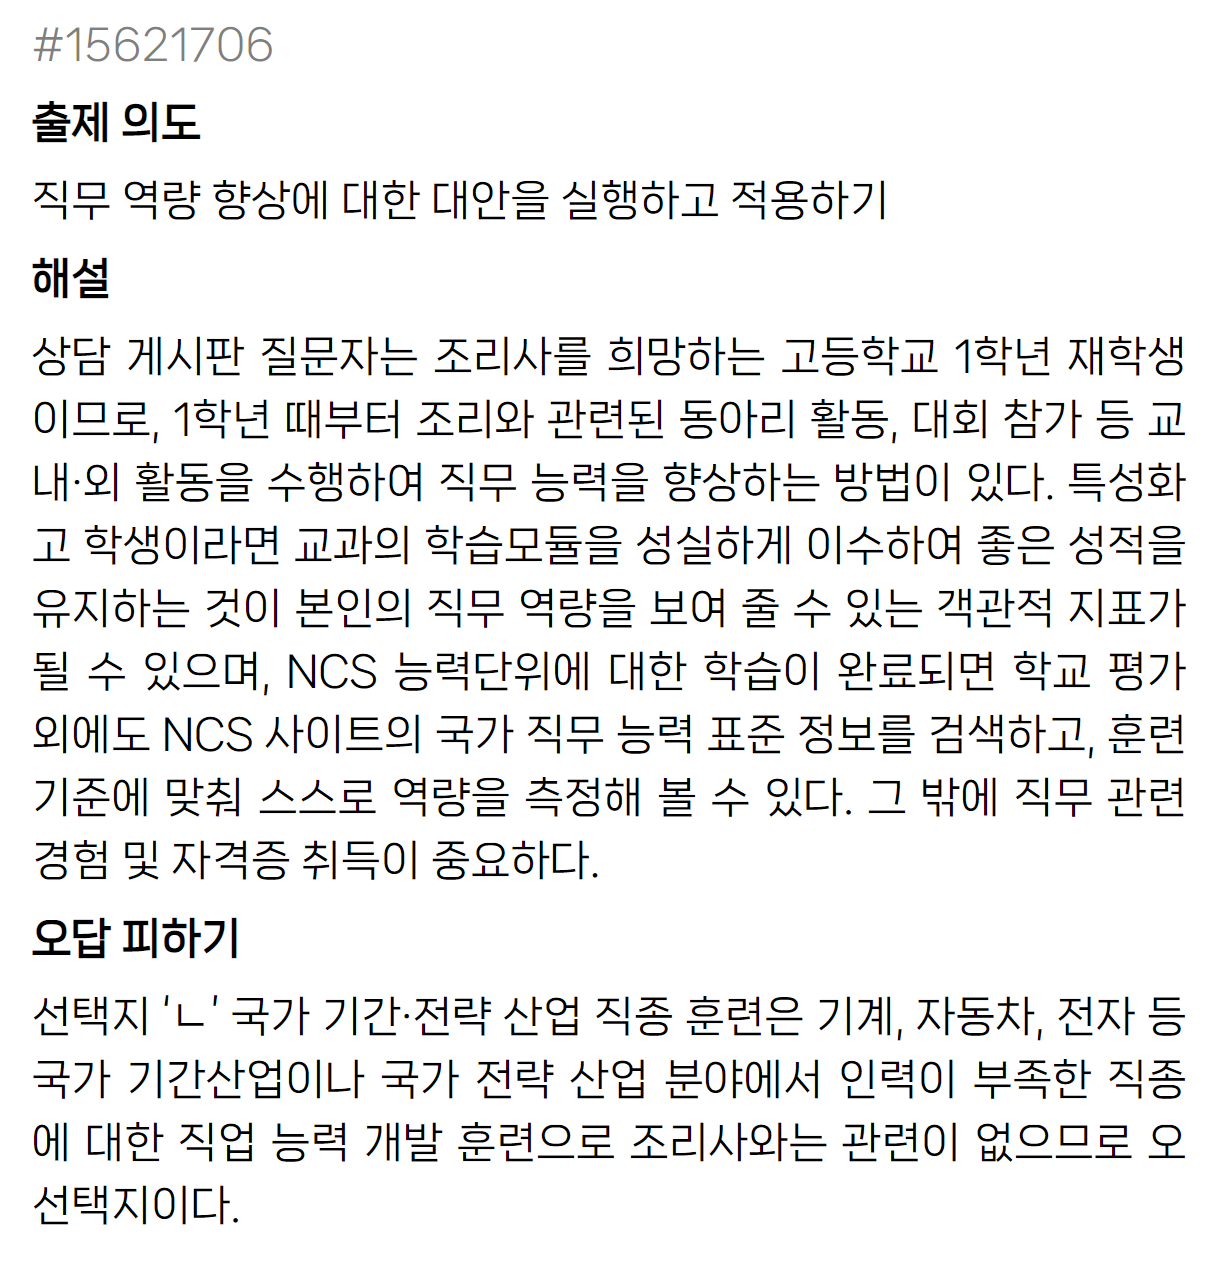 #15621706
출제 의도
직무 역량 향상에 대한 대안을 실행하고 적용하기
해설
상담 게시판 질문자는 조리사를 희망하는 고등학교 1학년 재학생
이므로, 1학년 때부터 조리와 관련된 동아리 활동, 대회 참가 등 교
내·외 활동을 수행하여 직무 능력을 향상하는 방법이 있다. 특성화
고 학생이라면 교과의 학습모듈을 성실하게 이수하여 좋은 성적을
유지하는 것이 본인의 직무 역량을 보여 줄 수 있는 객관적 지표가
될 수 있으며, NCS 능력단위에 대한 학습이 완료되면 학교 평가
외에도 NCS 사이트의 국가 직무 능력 표준 정보를 검색하고, 훈련
기준에 맞춰 스스로 역량을 측정해 볼 수 있다. 그 밖에 직무 관련
경험 및 자격증 취득이 중요하다.
오답 피하기
선택지 ‘ㄴ’ 국가 기간·전략 산업 직종 훈련은 기계, 자동차, 전자 등
국가 기간산업이나 국가 전략 산업 분야에서 인력이 부족한 직종
에 대한 직업 능력 개발 훈련으로 조리사와는 관련이 없으므로 오
선택지이다.